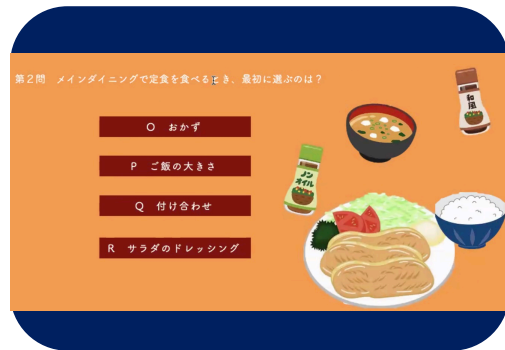 第2問　メインダイニングで定食を食べるとき、最初に選ぶのは？
O　おかず
P　ご飯の大きさ
Q　付け合わせ
R　サラダのドレッシング
和風
ノンオイル